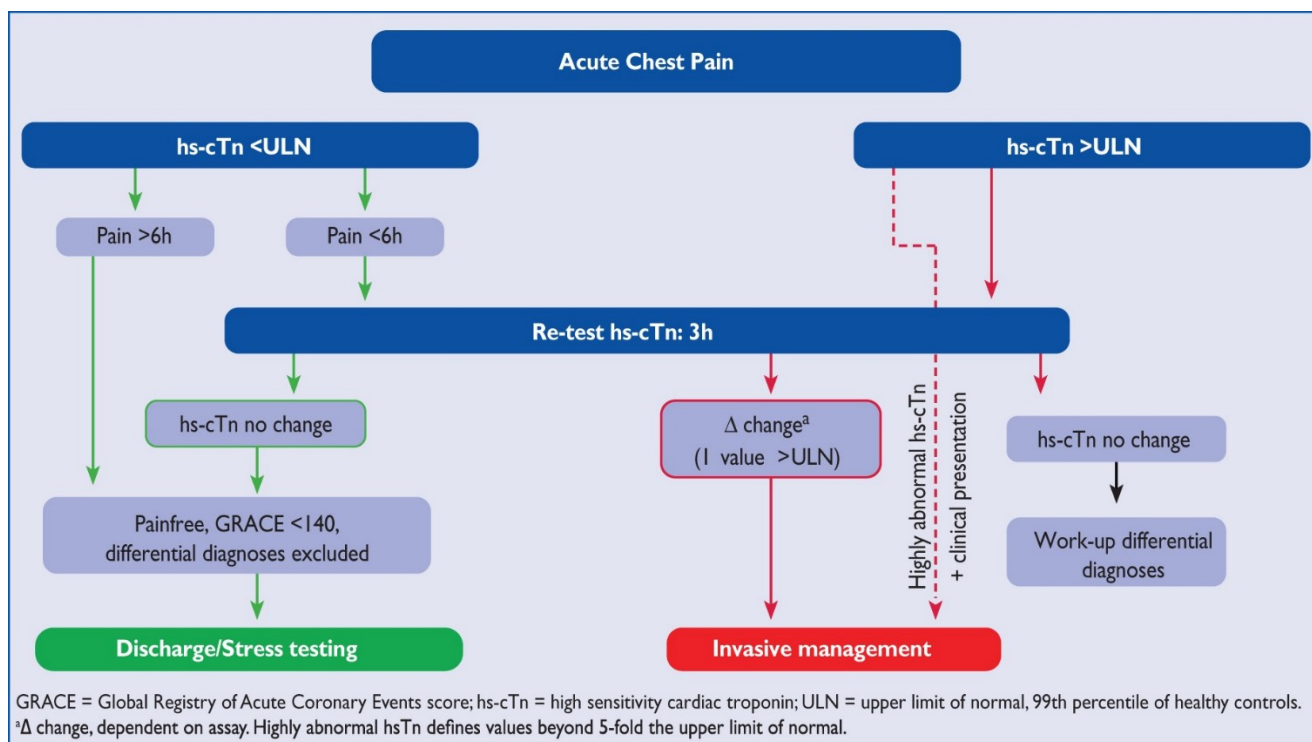 Acute Chest Pain
hs-cTn <ULN
hs-cTn >ULN
Pain >6h
Pain <6h
Re-test hs-cTn: 3h
hs-cTn no change
Δ changeᵃ
(1 value >ULN)
Highly abnormal hs-cTn
+ clinical presentation
hs-cTn no change
Painfree, GRACE <140,
differential diagnoses excluded
Work-up differential
diagnoses
Discharge/Stress testing
Invasive management
GRACE = Global Registry of Acute Coronary Events score; hs-cTn = high sensitivity cardiac troponin; ULN = upper limit of normal, 99th percentile of healthy controls.
ᵃΔ change, dependent on assay. Highly abnormal hsTn defines values beyond 5-fold the upper limit of normal.